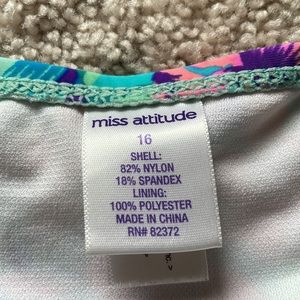 miss attitude
16
SHELL:
82% NYLON
18% SPANDEX
LINING:
100% POLYESTER
MADE IN CHINA
RN# 82372